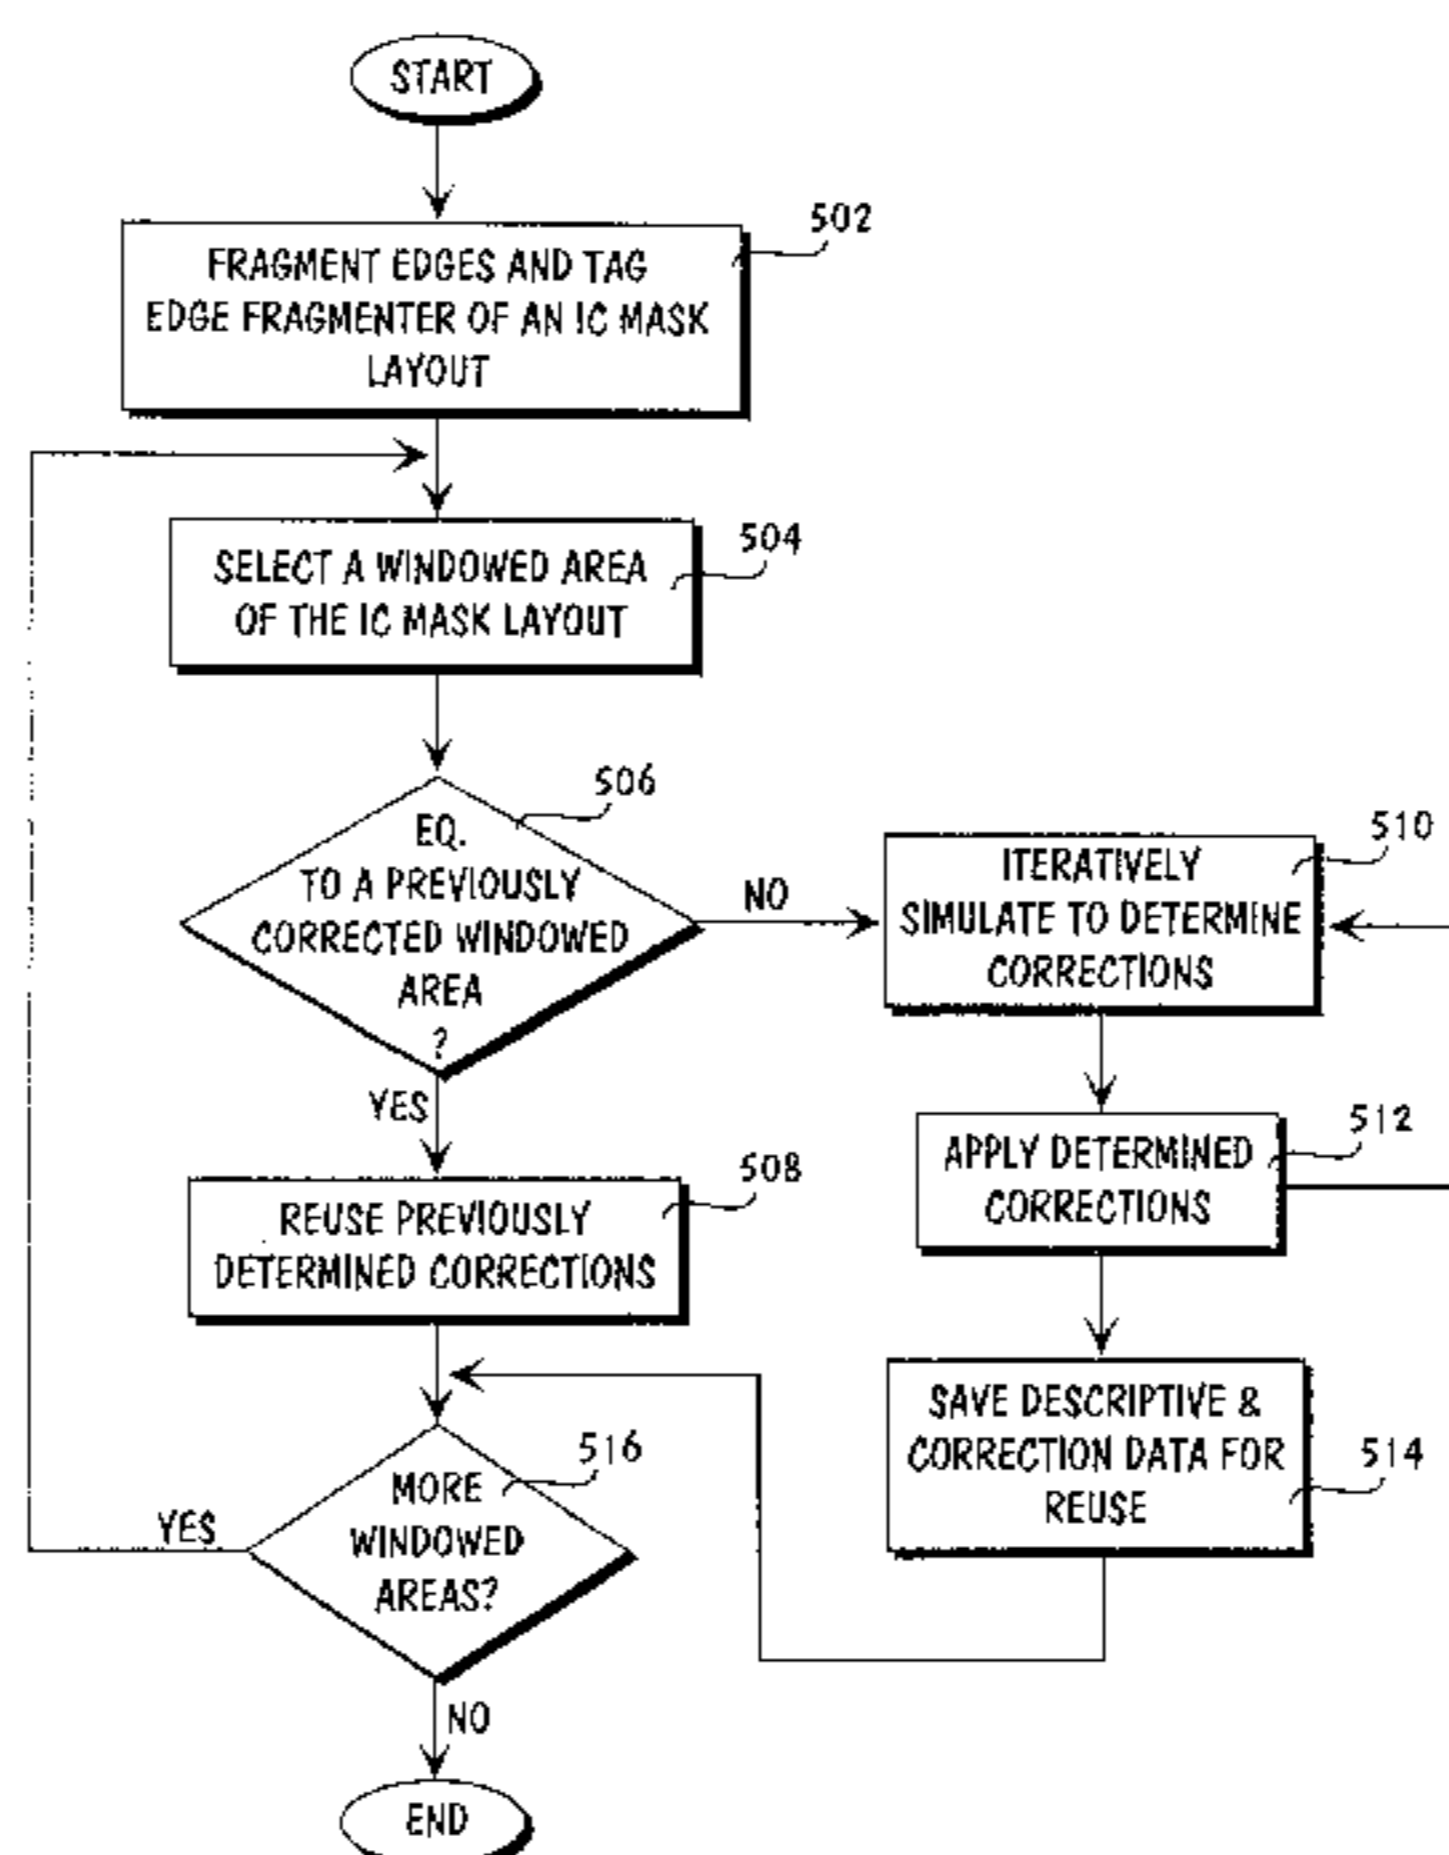 START
502
FRAGMENT EDGES AND TAG
EDGE FRAGMENTER OF AN IC MASK
LAYOUT
504
SELECT A WINDOWED AREA
OF THE IC MASK LAYOUT
506
EQ.
TO A PREVIOUSLY
CORRECTED WINDOWED
AREA
?
NO
YES
510
ITERATIVELY
SIMULATE TO DETERMINE
CORRECTIONS
512
APPLY DETERMINED
CORRECTIONS
508
REUSE PREVIOUSLY
DETERMINED CORRECTIONS
514
SAVE DESCRIPTIVE &
CORRECTION DATA FOR
REUSE
516
MORE
WINDOWED
AREAS?
YES
NO
END